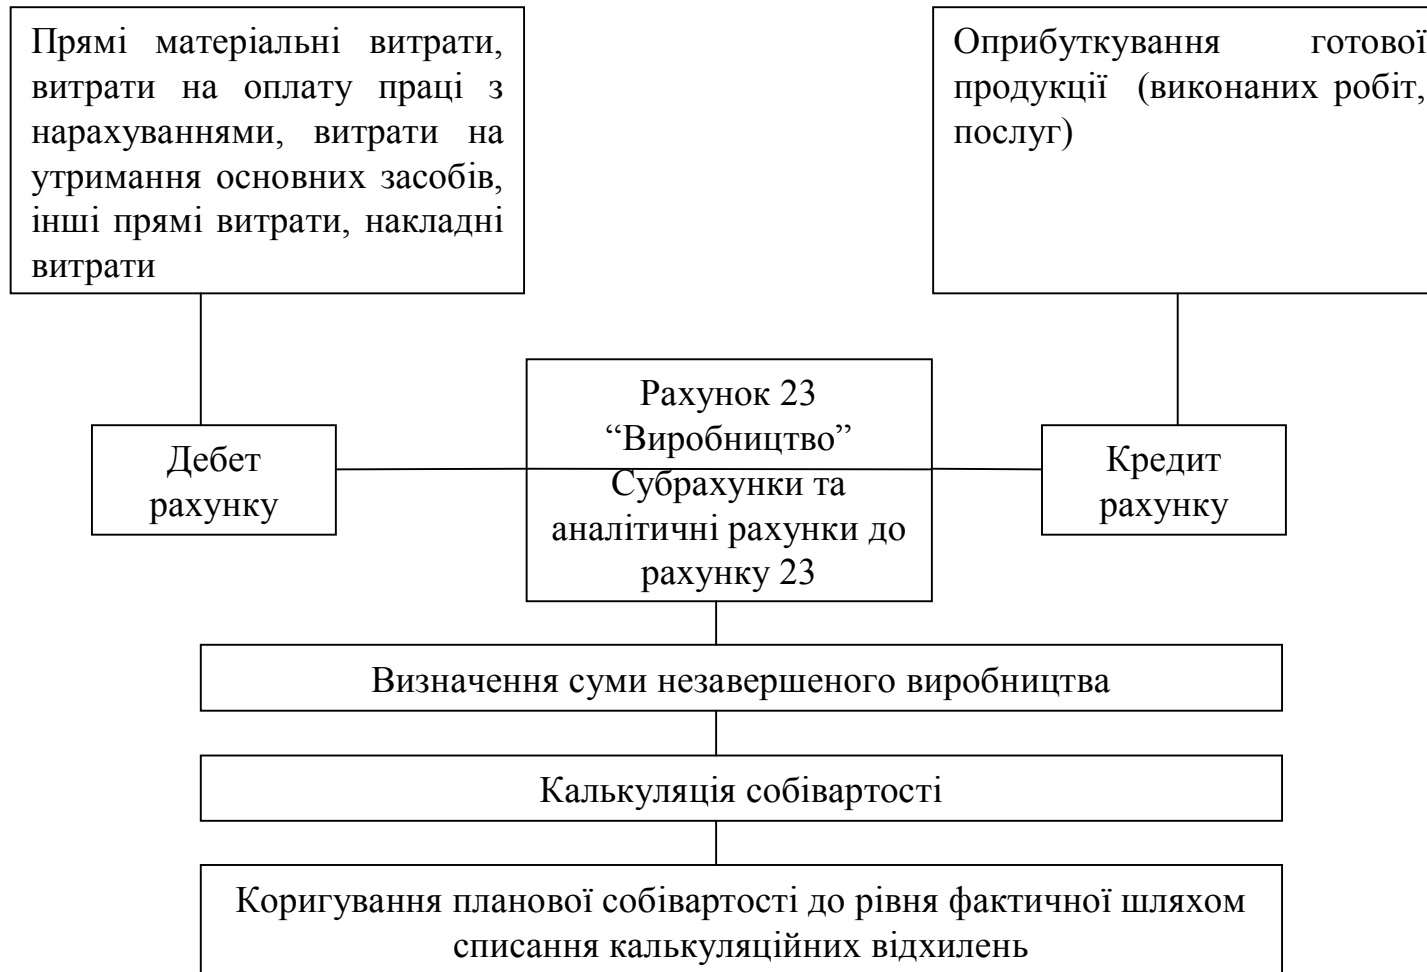 Прямі матеріальні витрати,
витрати на оплату праці з
нарахуваннями, витрати на
утримання основних засобів,
інші прямі витрати, накладні
витрати
Оприбуткування готової
продукції (виконаних робіт,
послуг)
Дебет
рахунку
Рахунок 23
“Виробництво”
Субрахунки та
аналітичні рахунки до
рахунку 23
Кредит
рахунку
Визначення суми незавершеного виробництва
Калькуляція собівартості
Коригування планової собівартості до рівня фактичної шляхом
списання калькуляційних відхилень